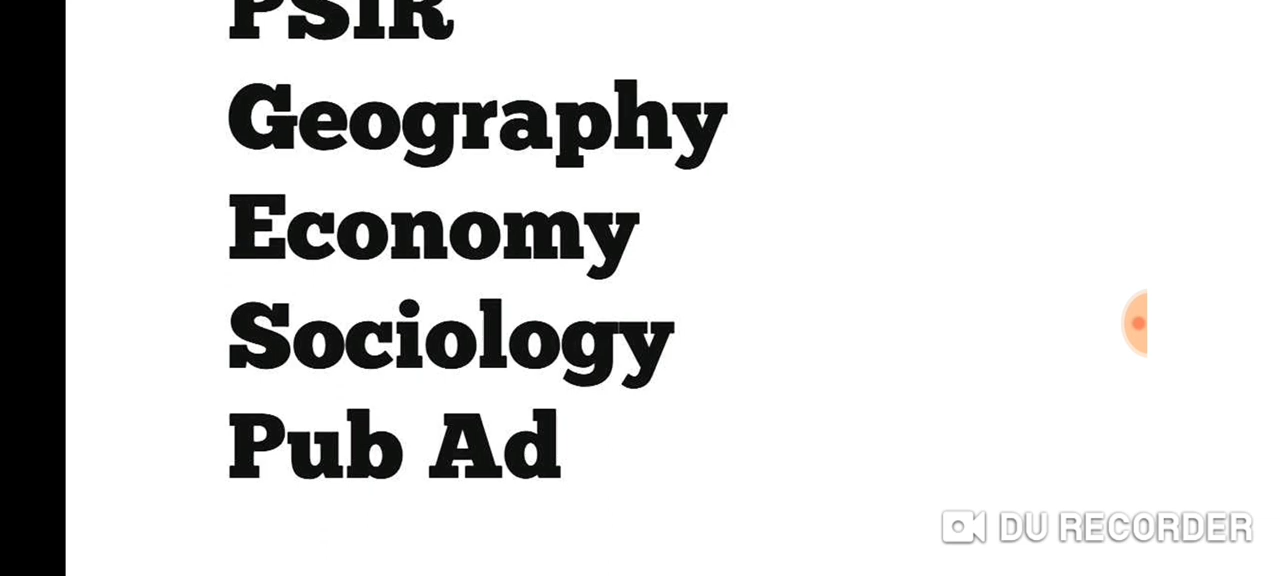 PSIR
Geography
Economy
Sociology
Pub Ad
DU RECORDER